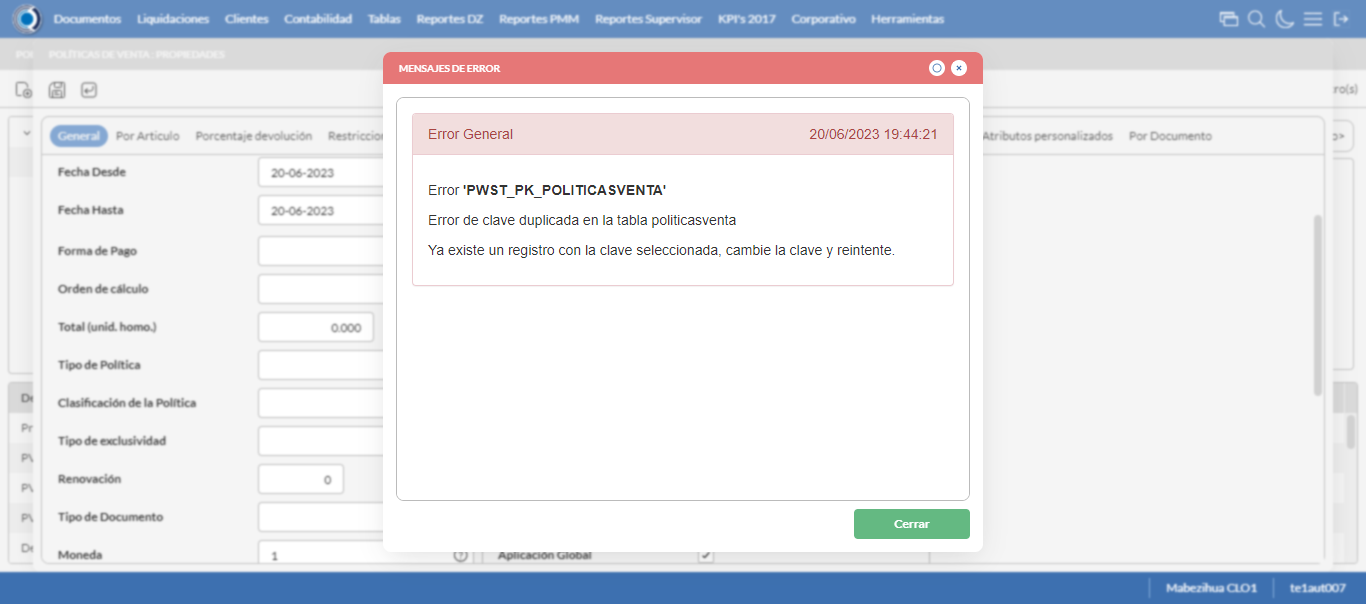 Documentos Liquidaciones Clientes Contabilidad Tablas Reportes DZ Reportes PMM Reportes Supervisor KPI's 2017 Corporativo Herramientas
POLÍTICAS DE VENTA : PROPIEDADES
MENSAJES DE ERROR
ro(s)
General Por Artículo Porcentaje devolución Restriccion Atributos personalizados Por Documento
Error General 20/06/2023 19:44:21
Fecha Desde 20-06-2023
Error 'PWST_PK_POLITICASVENTA'
Fecha Hasta 20-06-2023
Error de clave duplicada en la tabla politicasventa
Forma de Pago
Ya existe un registro con la clave seleccionada, cambie la clave y reintente.
Orden de cálculo
Total (unid. homo.) 0.000
Tipo de Política
Clasificación de la Política
Tipo de exclusividad
Renovación 0
Tipo de Documento
Cerrar
Moneda 1 Aplicación Global
Mabezihua CLO1 te1aut007